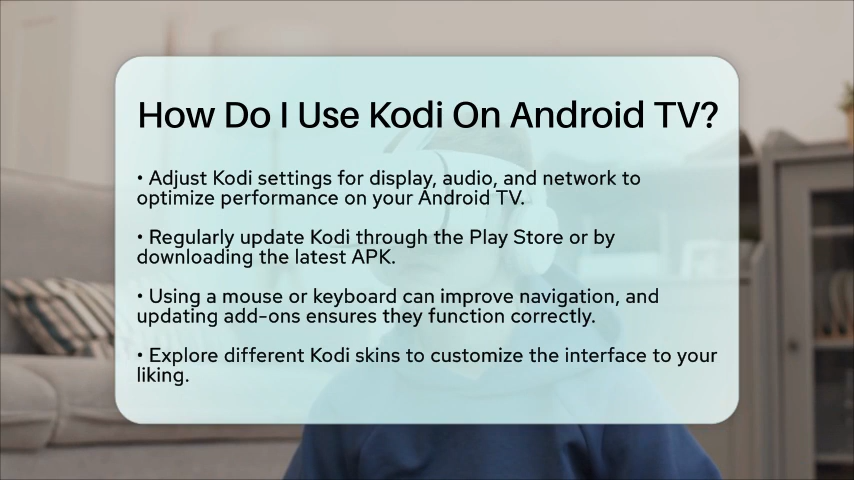 How Do I Use Kodi On Android TV?
• Adjust Kodi settings for display, audio, and network to
optimize performance on your Android TV.
• Regularly update Kodi through the Play Store or by
downloading the latest APK.
• Using a mouse or keyboard can improve navigation, and
updating add-ons ensures they function correctly.
• Explore different Kodi skins to customize the interface to your
liking.